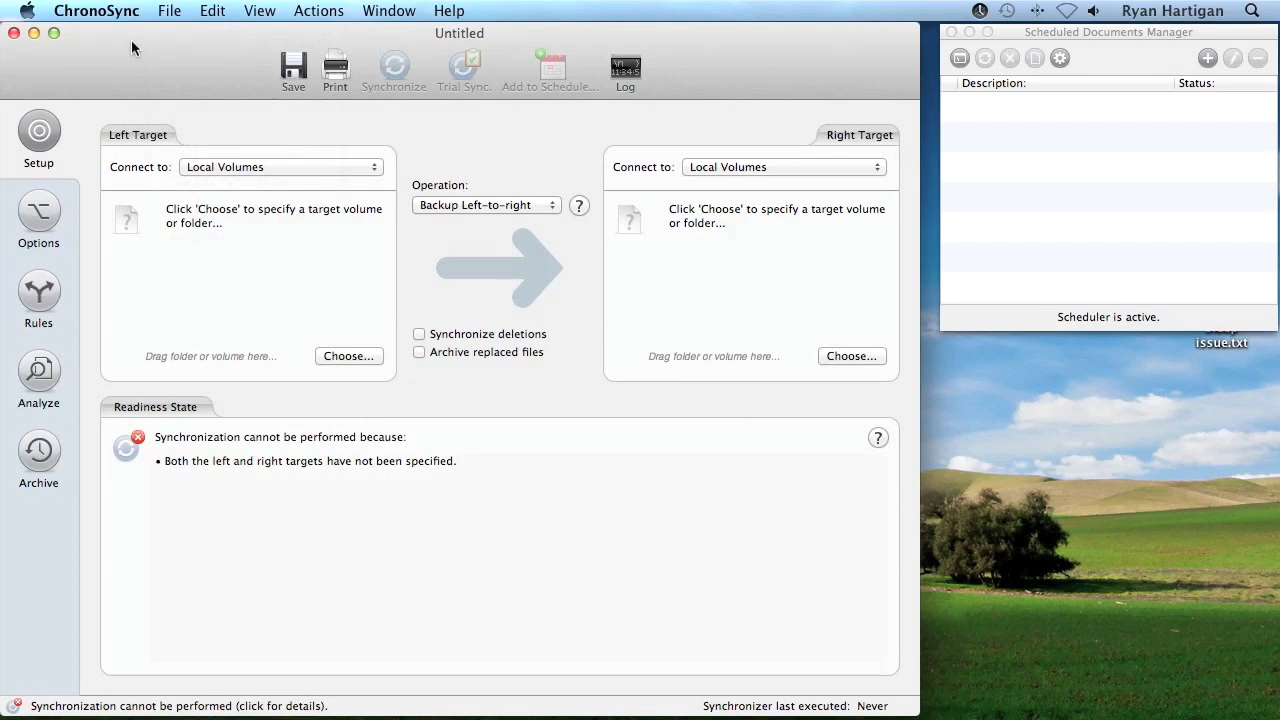 ChronoSync File Edit View Actions Window Help Ryan Hartigan
Untitled
Save Print Synchronize Trial Sync. Add to Schedule... Log
Setup
Options
Rules
Analyze
Archive
Left Target
Connect to: Local Volumes
Click 'Choose' to specify a target volume
or folder...
Drag folder or volume here... Choose...
Operation:
Backup Left-to-right ?
Synchronize deletions
Archive replaced files
Right Target
Connect to: Local Volumes
Click 'Choose' to specify a target volume
or folder...
Drag folder or volume here... Choose...
Readiness State
Synchronization cannot be performed because: ?
• Both the left and right targets have not been specified.
Synchronization cannot be performed (click for details). Synchronizer last executed: Never
Scheduled Documents Manager
Description: Status:
Scheduler is active.
issue.txt